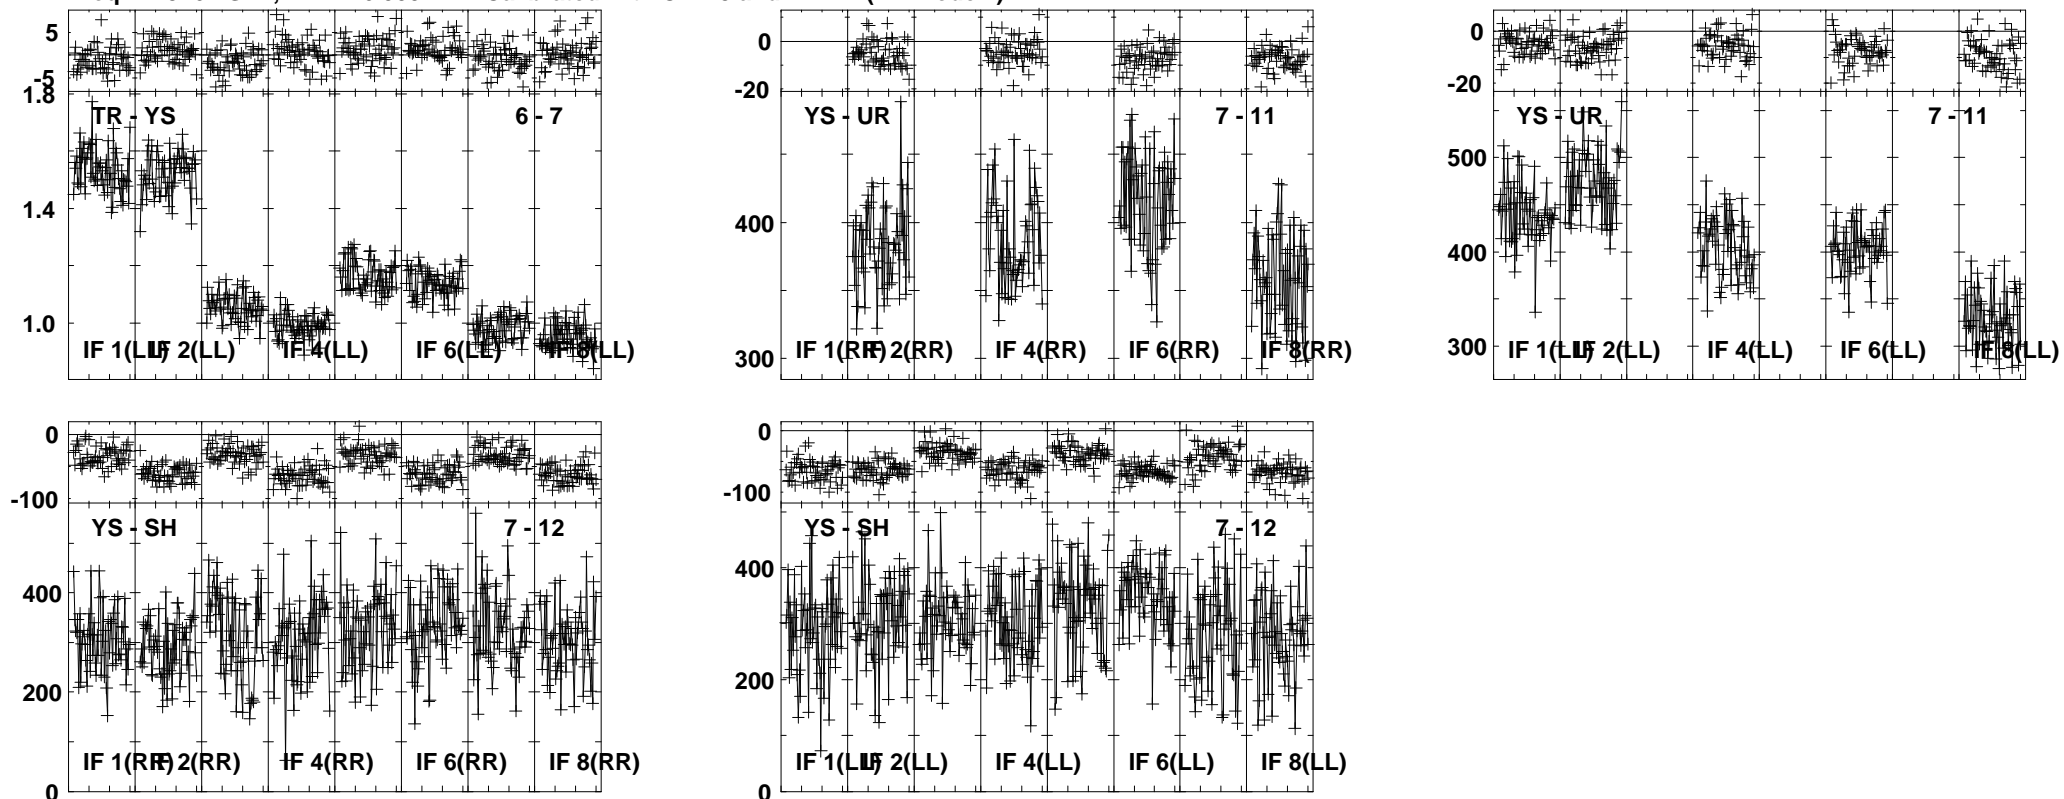 5
-5
1.8
TR - YS
6 - 7
1.4
1.0
IF 1(LL)
IF 2(LL)
IF 4(LL)
IF 6(LL)
IF 8(LL)
0
-20
YS - UR
7 - 11
400
300
IF 1(RR)
IF 2(RR)
IF 4(RR)
IF 6(RR)
IF 8(RR)
0
-20
YS - UR
7 - 11
500
400
300
IF 1(LL)
IF 2(LL)
IF 4(LL)
IF 6(LL)
IF 8(LL)
0
-100
YS - SH
7 - 12
400
200
0
IF 1(RR)
IF 2(RR)
IF 4(RR)
IF 6(RR)
IF 8(RR)
0
-100
YS - SH
7 - 12
400
200
0
IF 1(LL)
IF 2(LL)
IF 4(LL)
IF 6(LL)
IF 8(LL)